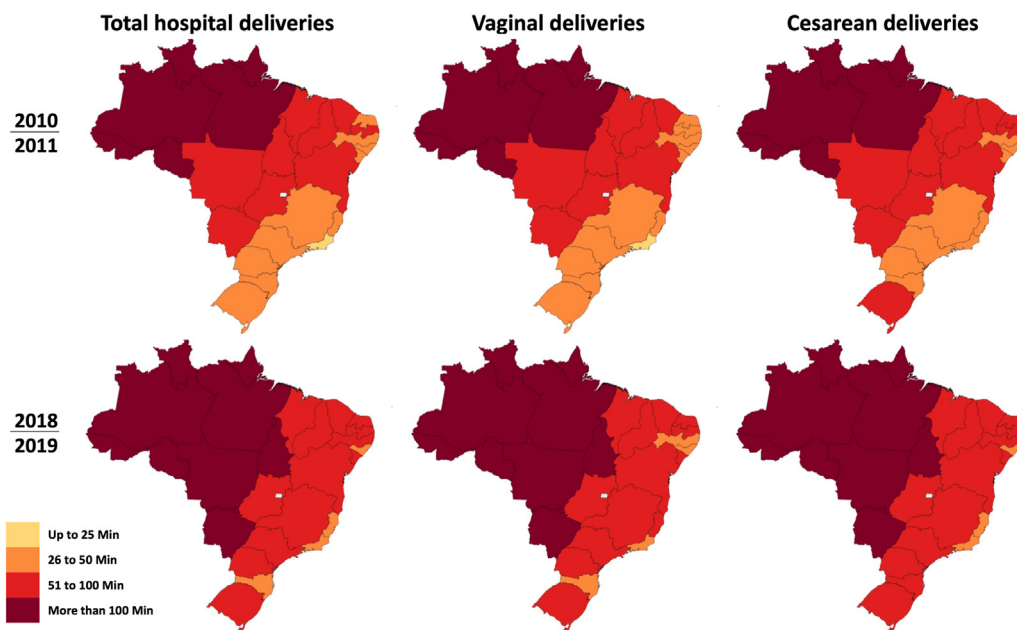 Total hospital deliveries
Vaginal deliveries
Cesarean deliveries
2010
2011
2018
2019
Up to 25 Min
26 to 50 Min
51 to 100 Min
More than 100 Min